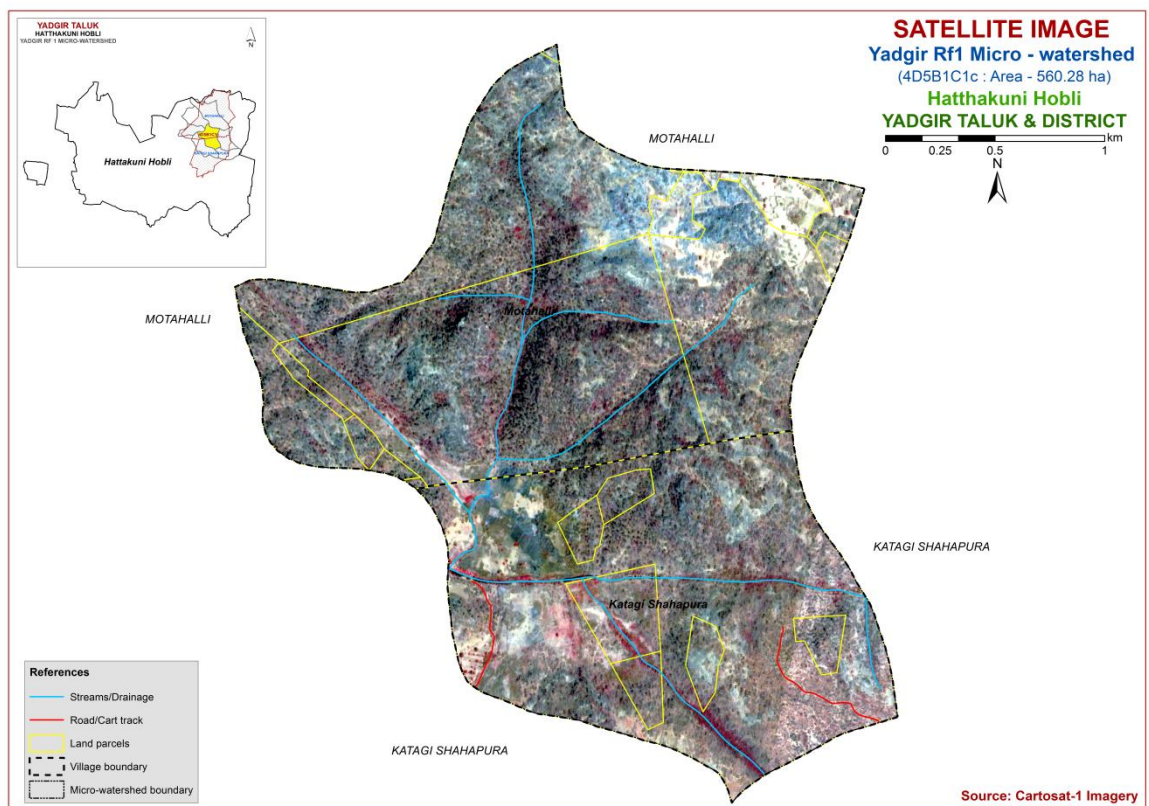 YADGIR TALUK
HATTHAKUNI HOBLI
YADGIR RF 1 MICRO-WATERSHED
N
Hattakuni Hobli
SATELLITE IMAGE
Yadgir Rf1 Micro - watershed
(4D5B1C1c : Area - 560.28 ha)
Hatthakuni Hobli
YADGIR TALUK & DISTRICT
km
0 0.25 0.5 1
N
MOTAHALLI
MOTAHALLI
Motahalli
KATAGI SHAHAPURA
Katagi Shahapura
KATAGI SHAHAPURA
References
Streams/Drainage
Road/Cart track
Land parcels
Village boundary
Micro-watershed boundary
Source: Cartosat-1 Imagery